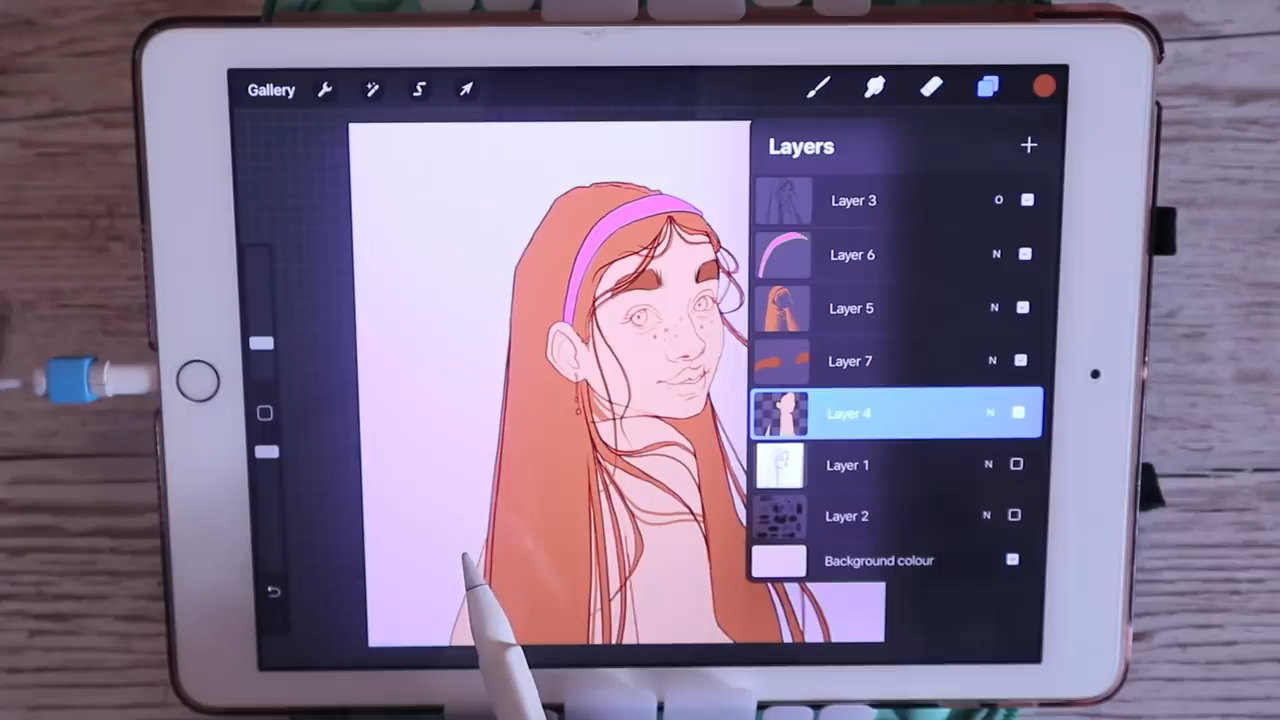 Gallery
Layers
Layer 3 O
Layer 6 N
Layer 5 N
Layer 7 N
Layer 4 N
Layer 1 N
Layer 2 N
Background colour